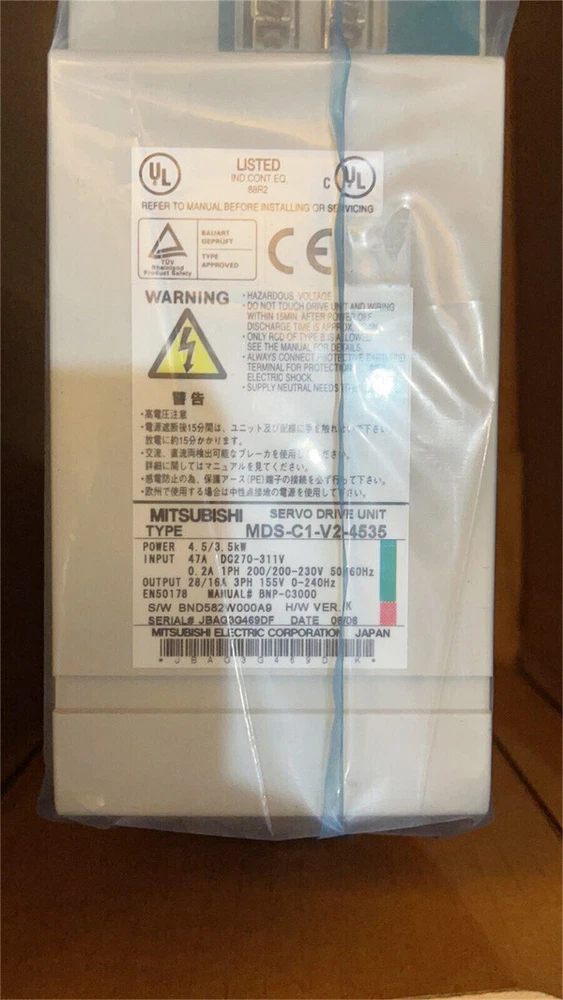 UL
LISTED
IND.CONT.EQ.
68R2
C UL
REFER TO MANUAL BEFORE INSTALLING OR SERVICING
TÜV
Rheinland
Product Safety
BAUART
GEPRÜFT
TYPE
APPROVED
CE
WARNING
・HAZARDOUS VOLTAGE
・DO NOT TOUCH DRIVE UNIT AND WIRING
WITHIN 15MIN. AFTER POWER OFF.
DISCHARGE TIME IS APPROX.
・ONLY RCD OF TYPE B IS ALLOWED.
SEE THE MANUAL FOR DETAILS.
・ALWAYS CONNECT PROTECTIVE
TERMINAL FOR PROTECTION
ELECTRIC SHOCK.
・SUPPLY NEUTRAL NEEDS
警告
・高電圧注意
・電源遮断後15分間は、ユニット及び配線に手を触れないで下さい
放電に約15分かかります。
・交流、直流両検出可能なブレーカを使用し
詳細に関してはマニュアルを見てください。
・感電防止の為、保護アース(PE)端子の接続を必ず行って下さい。
・欧州で使用する場合は中性点接地の電源を使用して下さい。
MITSUBISHI SERVO DRIVE UNIT
TYPE MDS-C1-V2-4535
POWER 4.5/3.5kW
INPUT 47A DC270-311V
0.2A 1PH 200/200-230V 50/60Hz
OUTPUT 28/16A 3PH 155V 0-240Hz
EN50178 MANUAL# BNP-C3000
S/W BND582W000A9 H/W VER. K
SERIAL# JBAG3G469DF DATE 06/06
MITSUBISHI ELECTRIC CORPORATION JAPAN
* J B A G 3 G 4 6 9 D K *